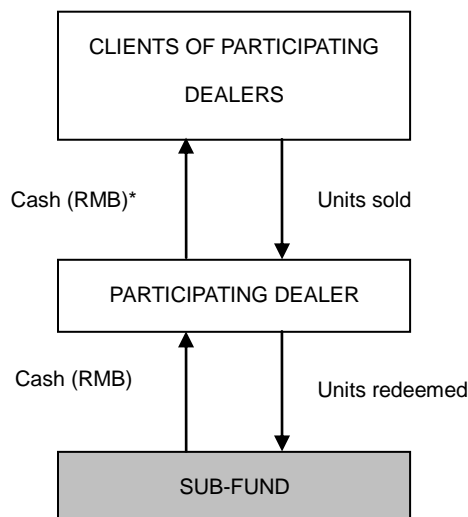 CLIENTS OF PARTICIPATING
DEALERS
Cash (RMB)*
Units sold
PARTICIPATING DEALER
Cash (RMB)
Units redeemed
SUB-FUND